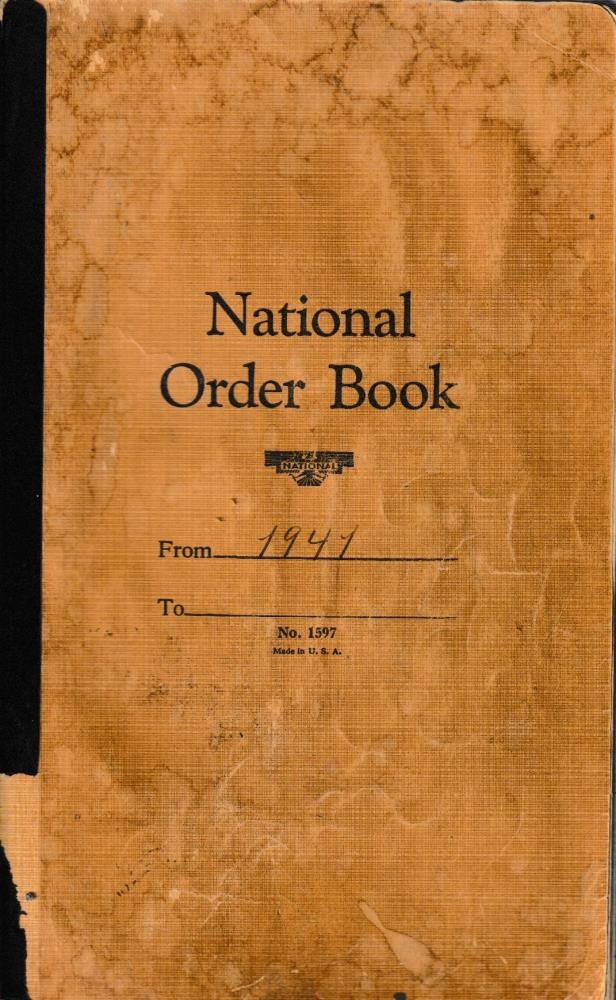 National
Order Book
NATIONAL
From 1941
To
No. 1597
Made in U. S. A.